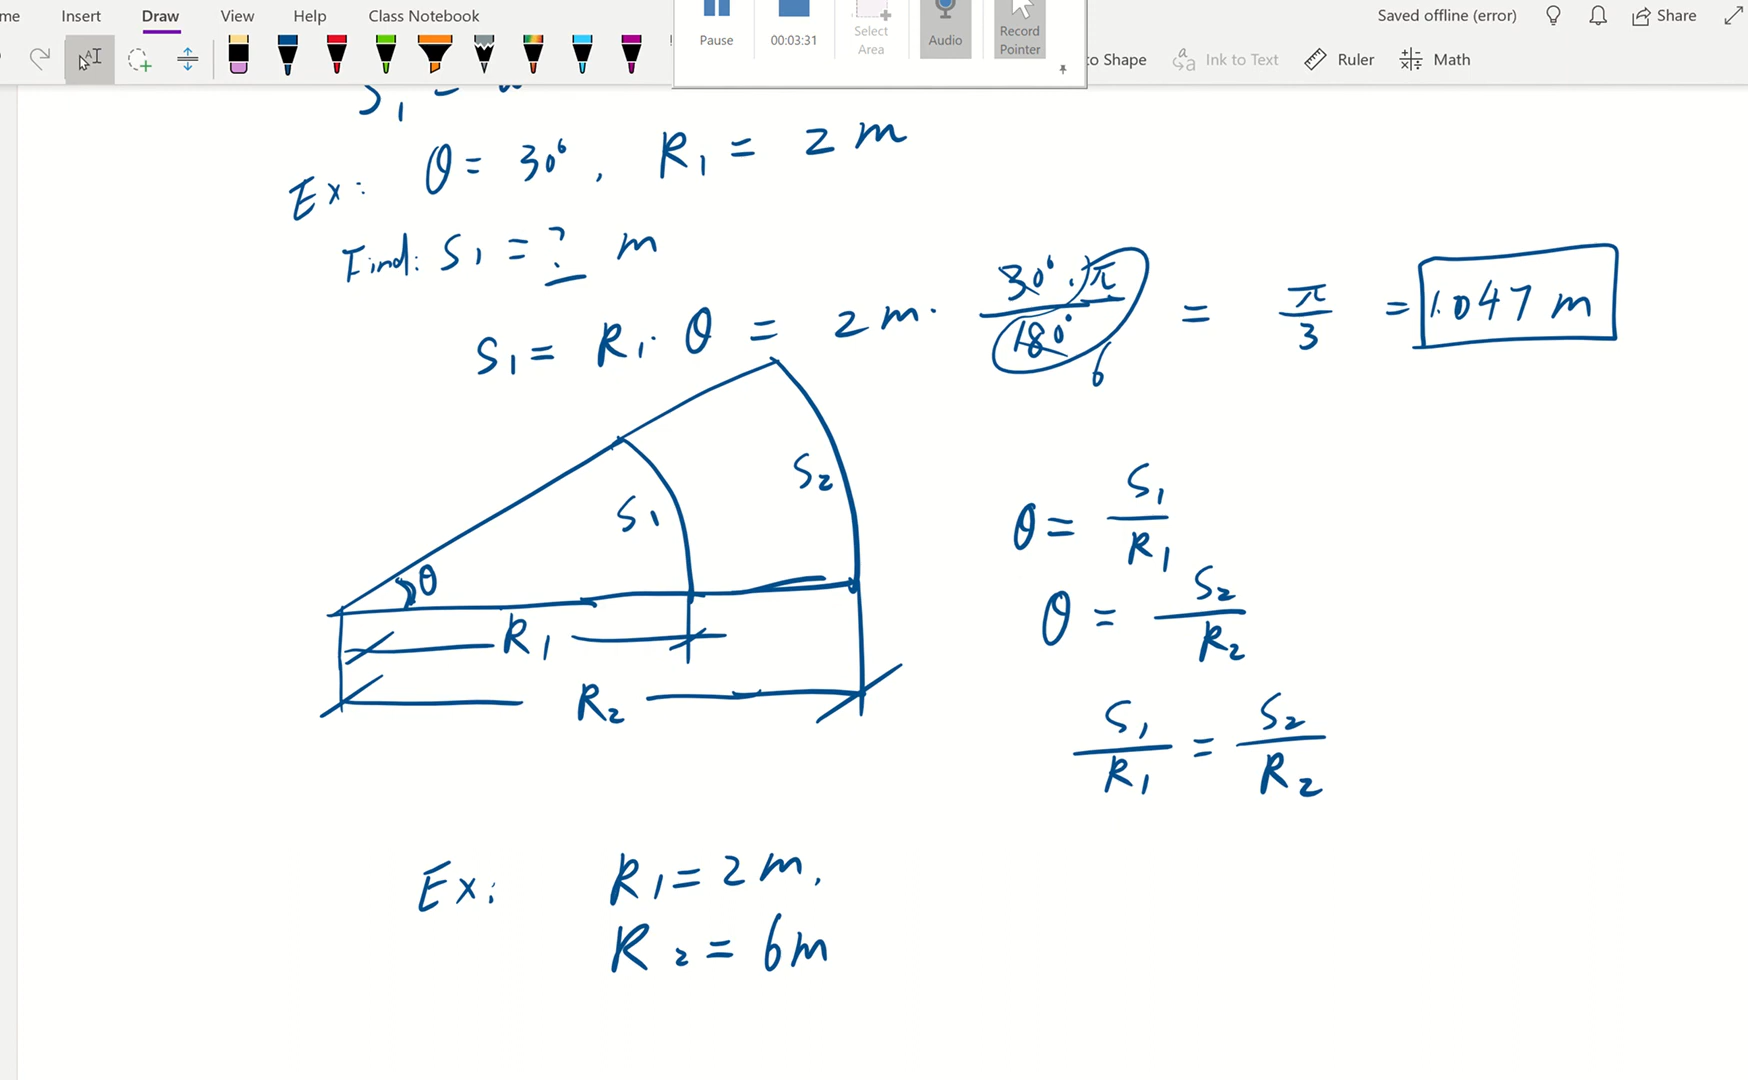 Insert Draw View Help Class Notebook
Pause 00:03:31 Select Area Audio Record Pointer
Saved offline (error) Share
to Shape Ink to Text Ruler Math
S1 =
Ex: θ = 30°, R1 = 2 m
Find: S1 = ? m
S1 = R1 · θ = 2 m · 30° · π / 180° = π / 3 = 1.047 m
6
S2
S1
θ
R1
R2
θ = S1 / R1
θ = S2 / R2
S1 / R1 = S2 / R2
Ex: R1 = 2 m,
R2 = 6 m